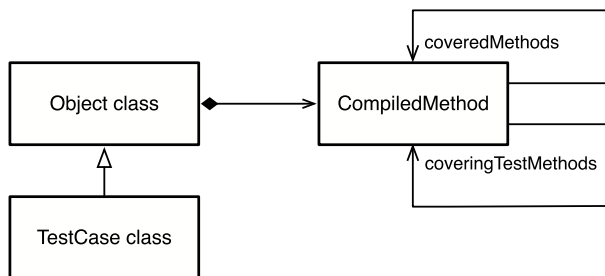 coveredMethods
Object class
CompiledMethod
coveringTestMethods
TestCase class